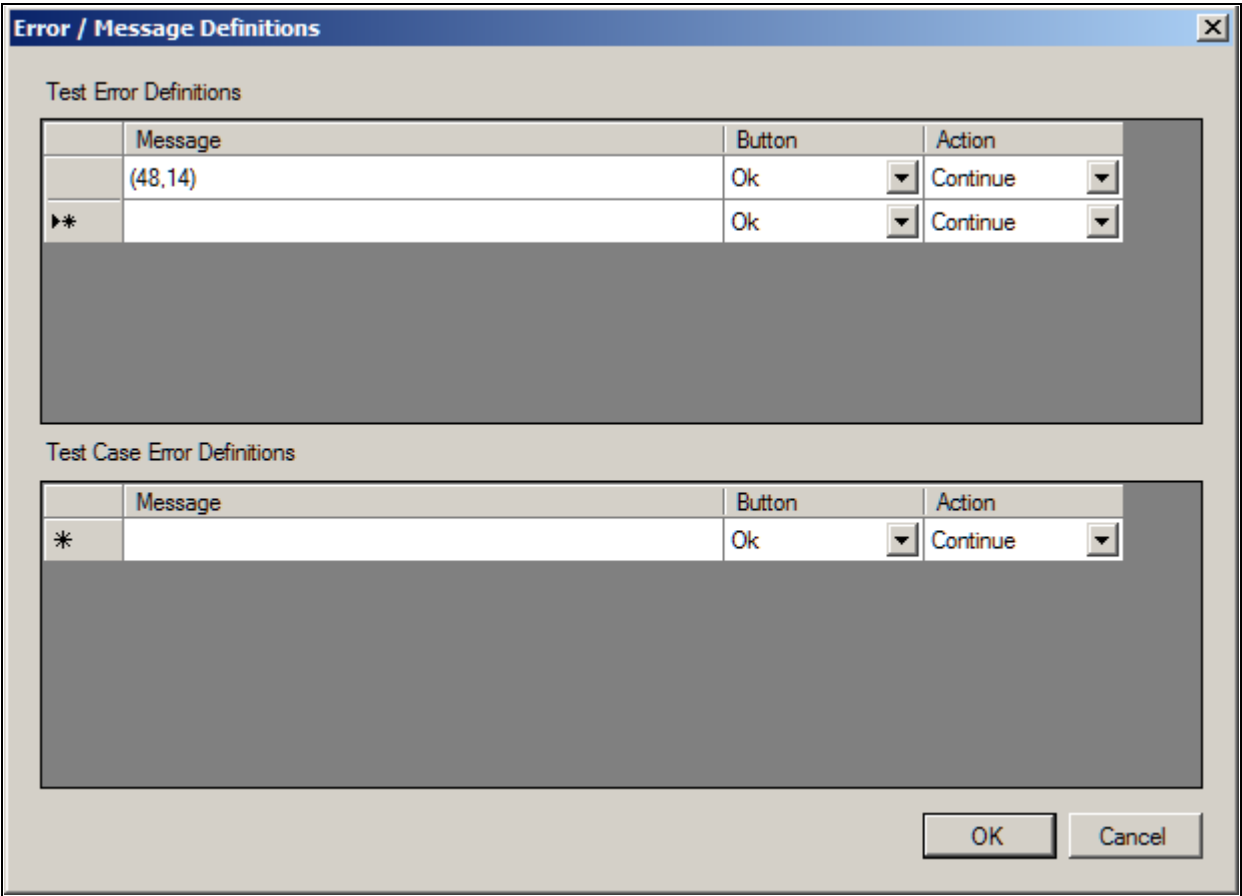 Error / Message Definitions
Test Error Definitions
Message Button Action
(48,14) Ok Continue
Ok Continue
Test Case Error Definitions
Message Button Action
Ok Continue
OK Cancel